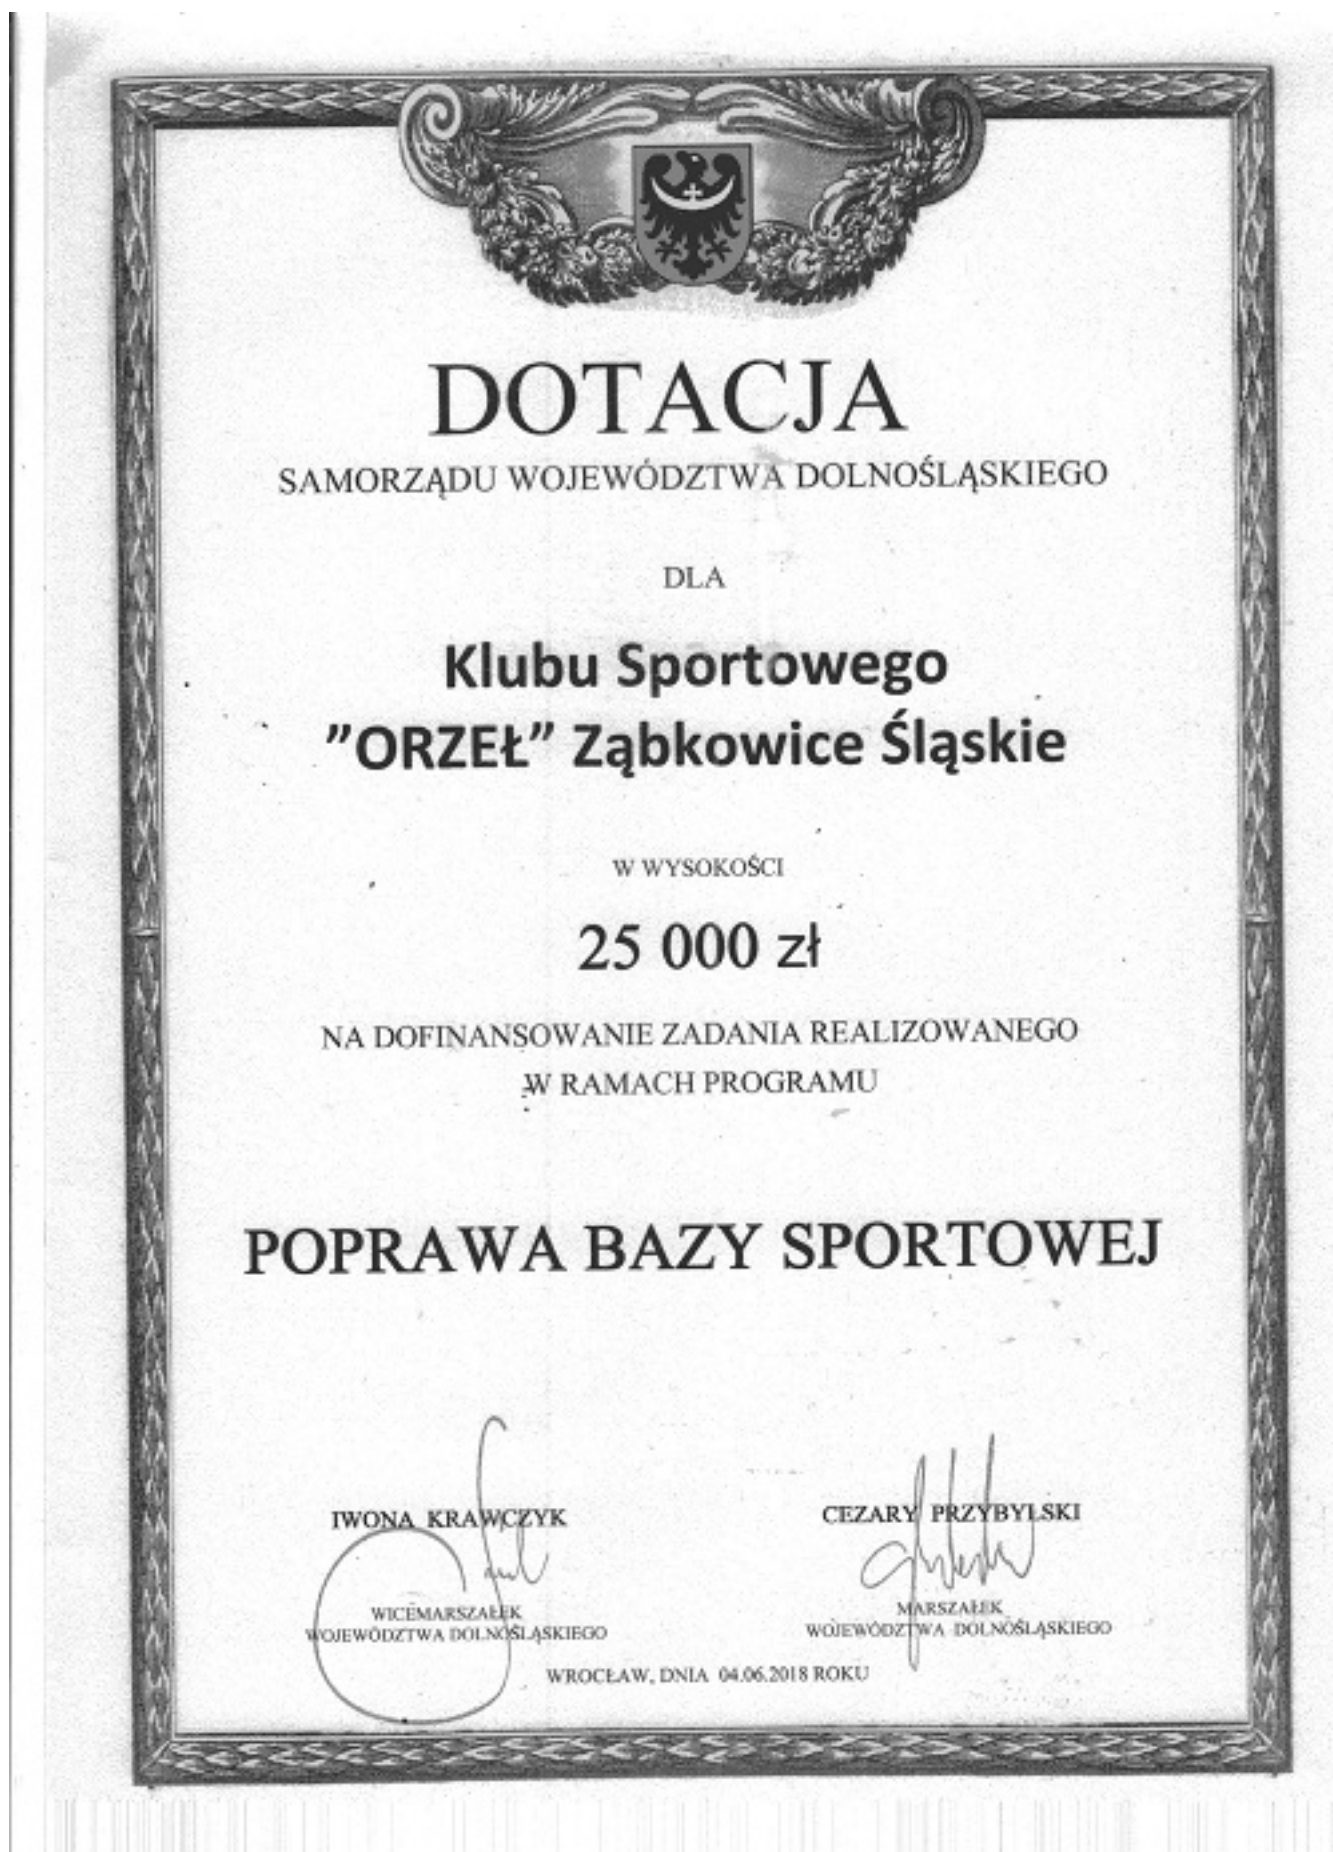 DOTACJA
SAMORZĄDU WOJEWÓDZTWA DOLNOŚLĄSKIEGO
DLA
Klubu Sportowego
”ORZEŁ” Ząbkowice Śląskie
W WYSOKOŚCI
25 000 zł
NA DOFINANSOWANIE ZADANIA REALIZOWANEGO
W RAMACH PROGRAMU
POPRAWA BAZY SPORTOWEJ
IWONA KRAWCZYK
WICEMARSZAŁEK
WOJEWÓDZTWA DOLNOŚLĄSKIEGO
CEZARY PRZYBYLSKI
MARSZAŁEK
WOJEWÓDZTWA DOLNOŚLĄSKIEGO
WROCŁAW, DNIA 04.06.2018 ROKU